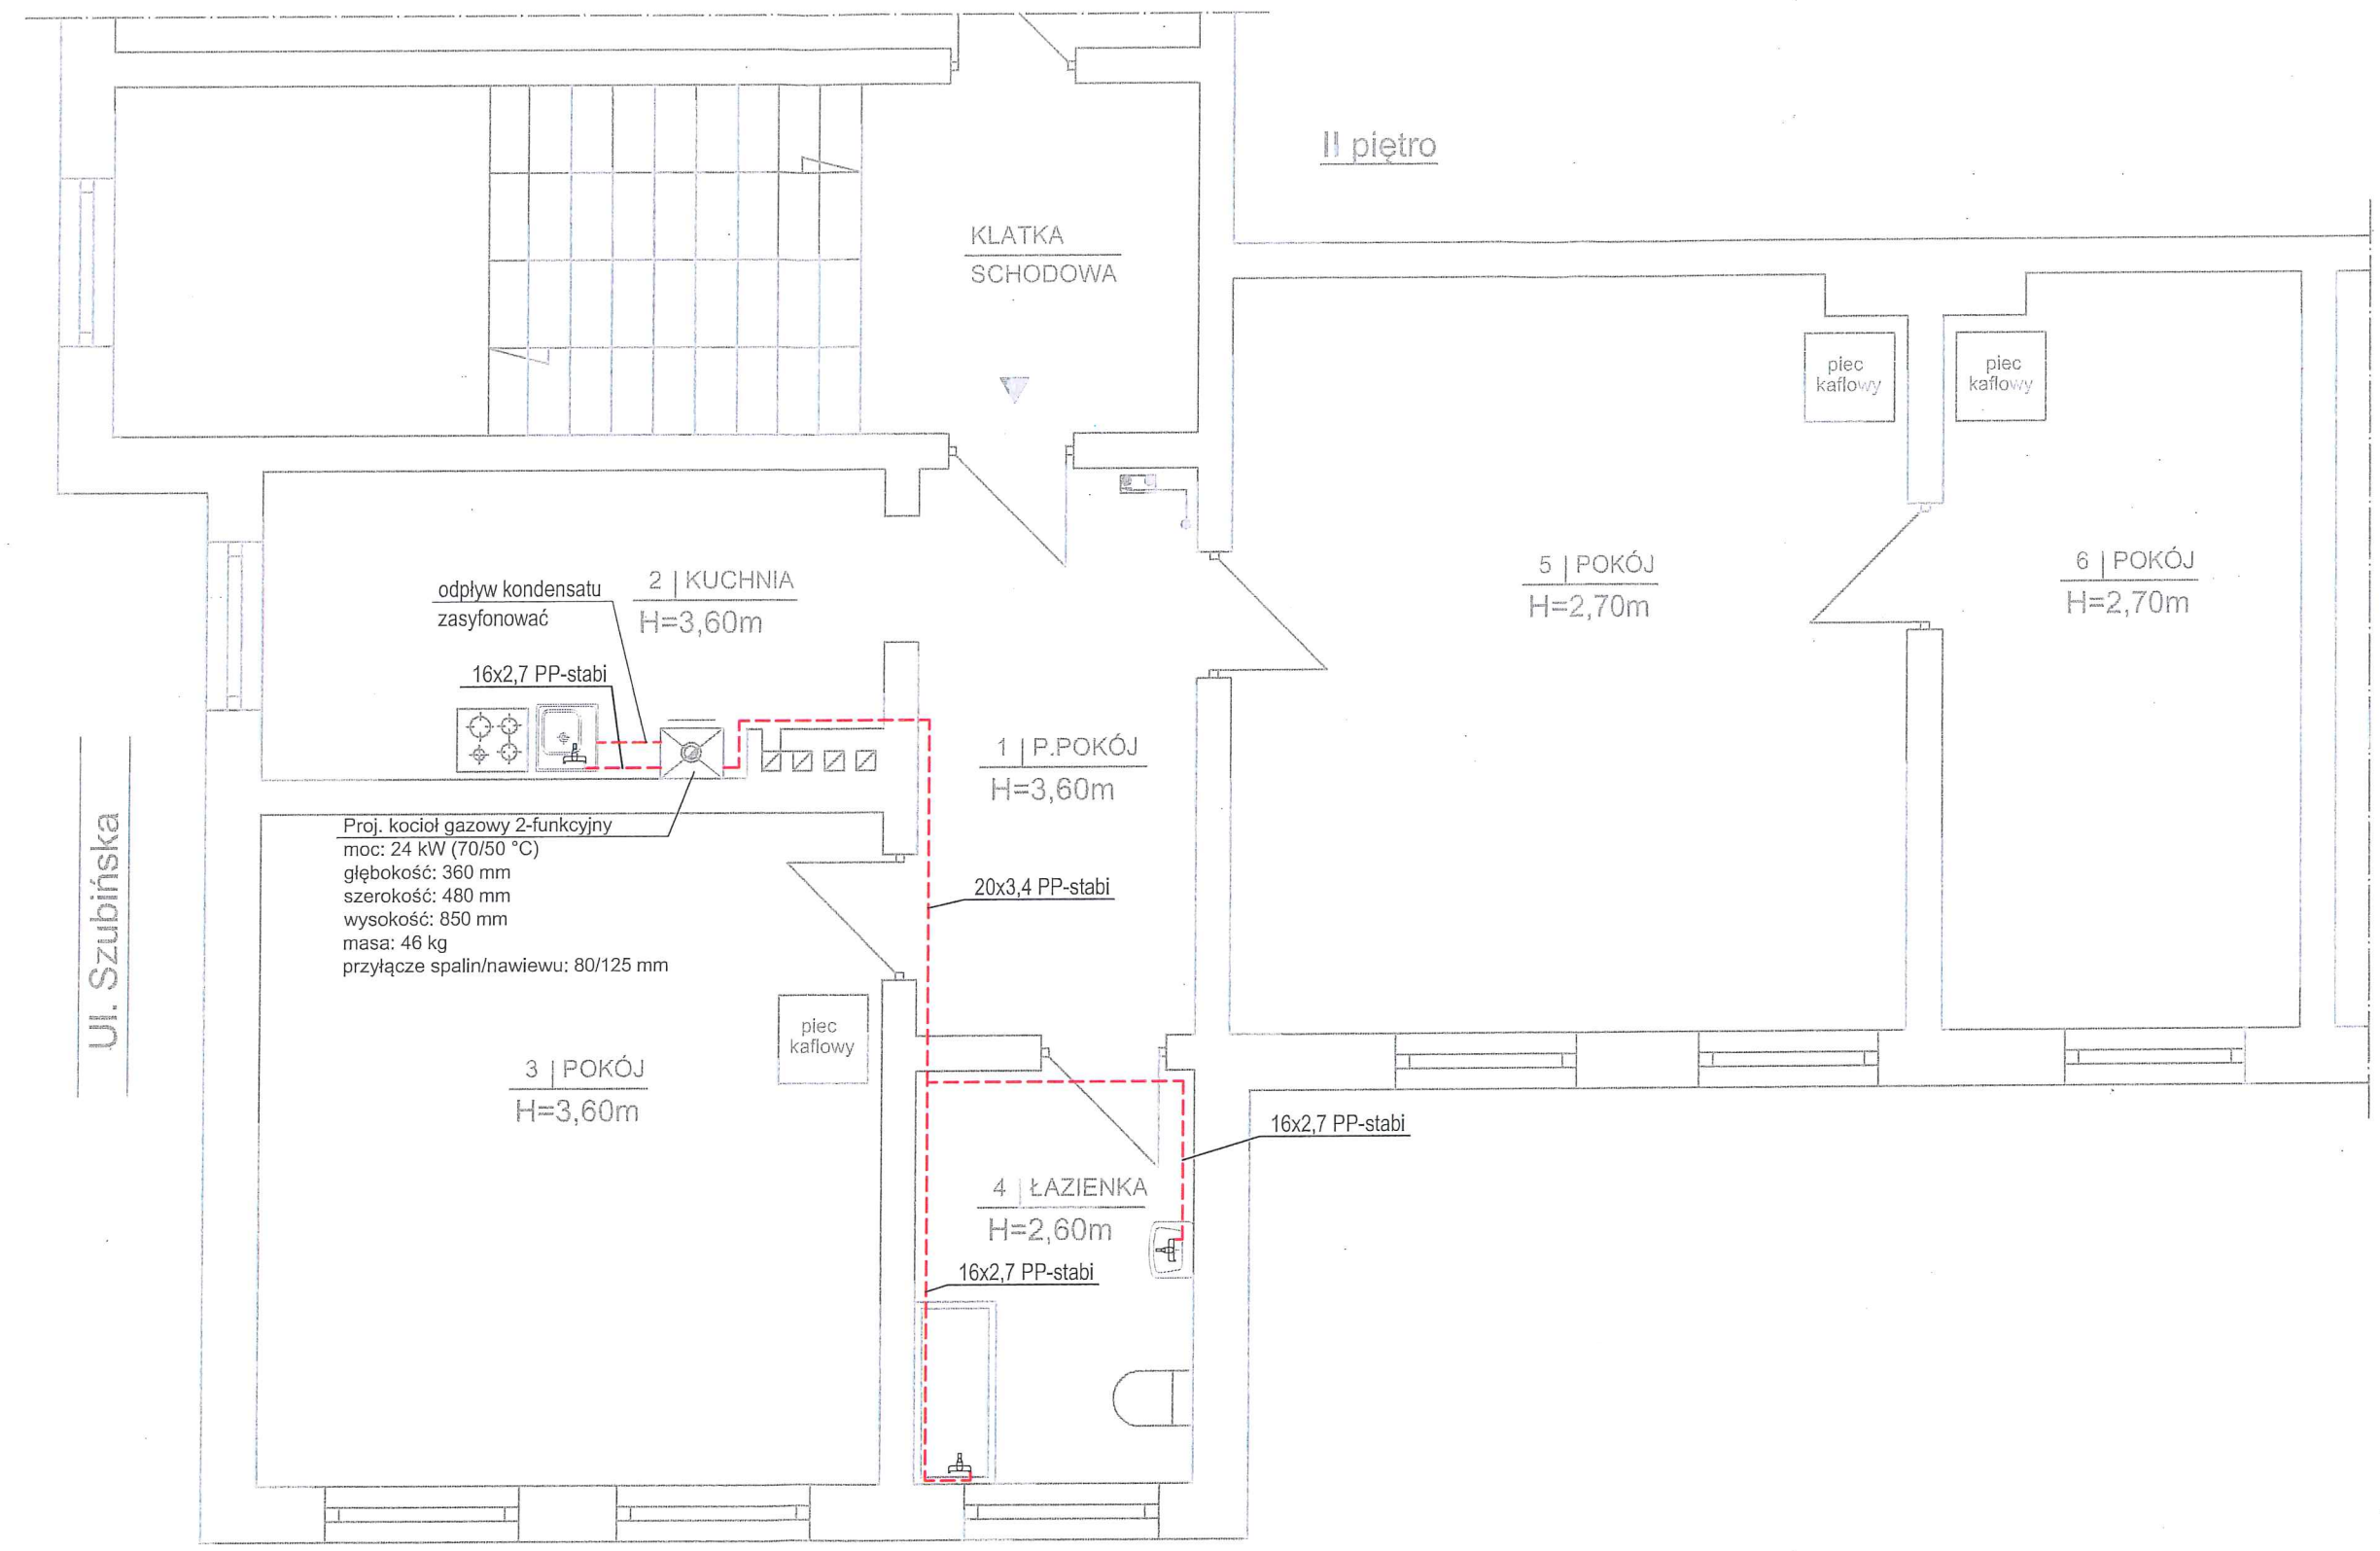 II piętro
KLATKA
SCHODOWA
piec
kaflowy
piec
kaflowy
5 | POKÓJ
H=2,70m
6 | POKÓJ
H=2,70m
odpływ kondensatu
zasyfonować
2 | KUCHNIA
H=3,60m
16x2,7 PP-stabi
1 | P.POKÓJ
H=3,60m
Proj. kocioł gazowy 2-funkcyjny
moc: 24 kW (70/50 °C)
głębokość: 360 mm
szerokość: 480 mm
wysokość: 850 mm
masa: 46 kg
przyłącze spalin/nawiewu: 80/125 mm
20x3,4 PP-stabi
Ul. Szubińska
piec
kaflowy
3 | POKÓJ
H=3,60m
16x2,7 PP-stabi
4 | ŁAZIENKA
H=2,60m
16x2,7 PP-stabi